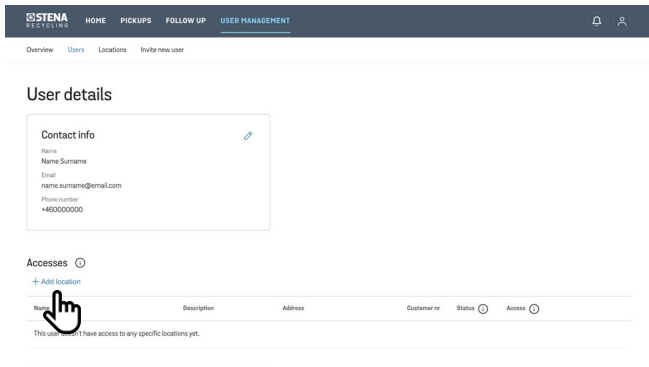 STENA
RECYCLING
HOME PICKUPS FOLLOW UP USER MANAGEMENT
Overview Users Locations Invite new user
User details
Contact info
Name
Name Surname
Email
name.surname@email.com
Phone number
+460000000
Accesses
+ Add location
Name Description Address Customer nr Status Access
This user doesn't have access to any specific locations yet.